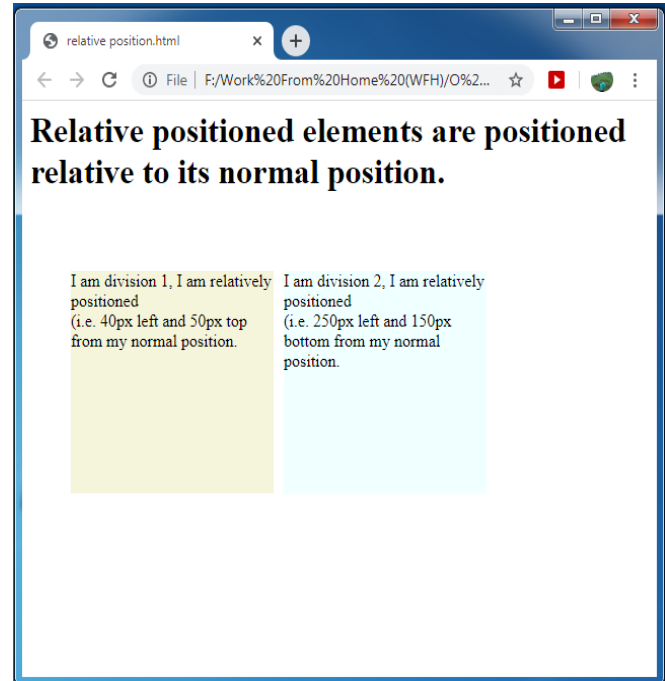 relative position.html
File | F:/Work%20From%20Home%20(WFH)/O%2...
Relative positioned elements are positioned
relative to its normal position.
I am division 1, I am relatively
positioned
(i.e. 40px left and 50px top
from my normal position.
I am division 2, I am relatively
positioned
(i.e. 250px left and 150px
bottom from my normal
position.